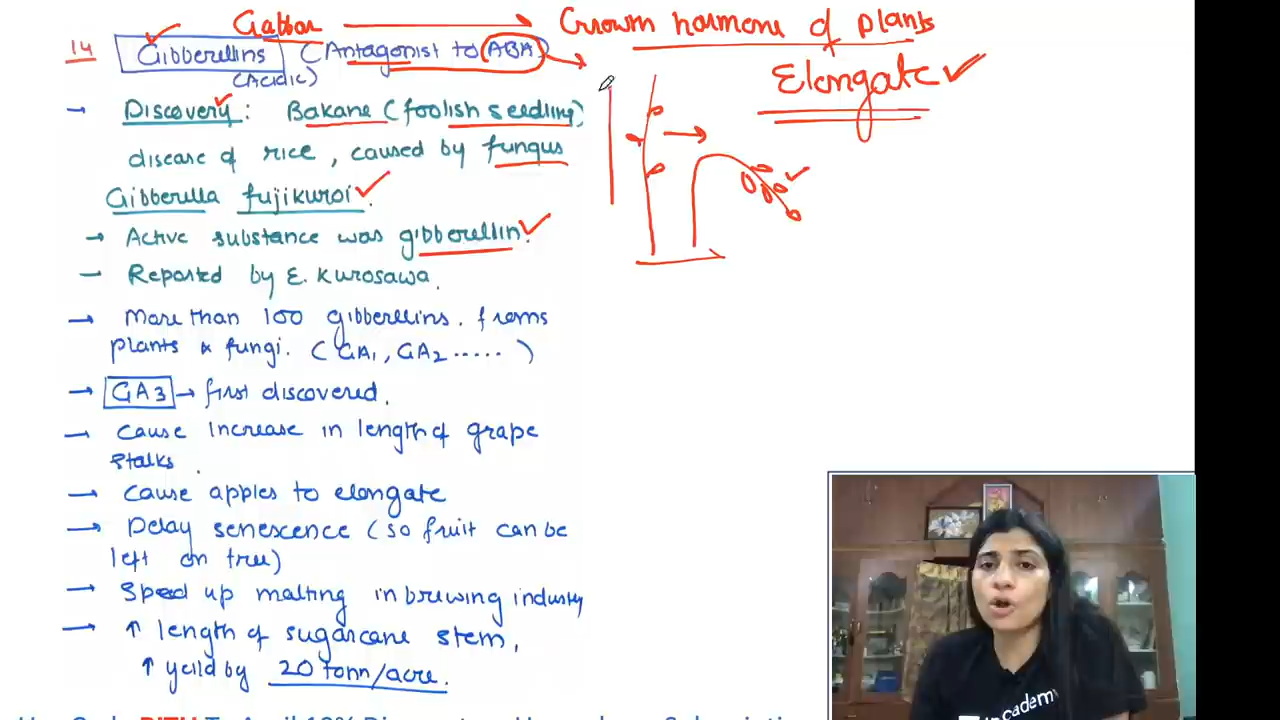 Gabbar → Growth hormone of plants
14 Gibberellins (Antagonist to ABA)
(Acidic)
Elongate ✓
→ Discovery : Bakane (foolish seedling)
disease of rice, caused by fungus
Gibberella fujikuroi.
→ Active substance was gibberellin.
- Reported by E. Kurosawa.
→ More than 100 gibberellins. froms
plants & fungi. ( GA1, GA2 ..... )
→ GA3 → first discovered.
→ cause increase in length of grape
stalks.
→ cause apples to elongate
→ Delay senescence (so fruit can be
left on tree)
→ Speed up malting in brewing industry
→ ↑ length of sugarcane stem,
↑ yeild by 20 tonn/acre.